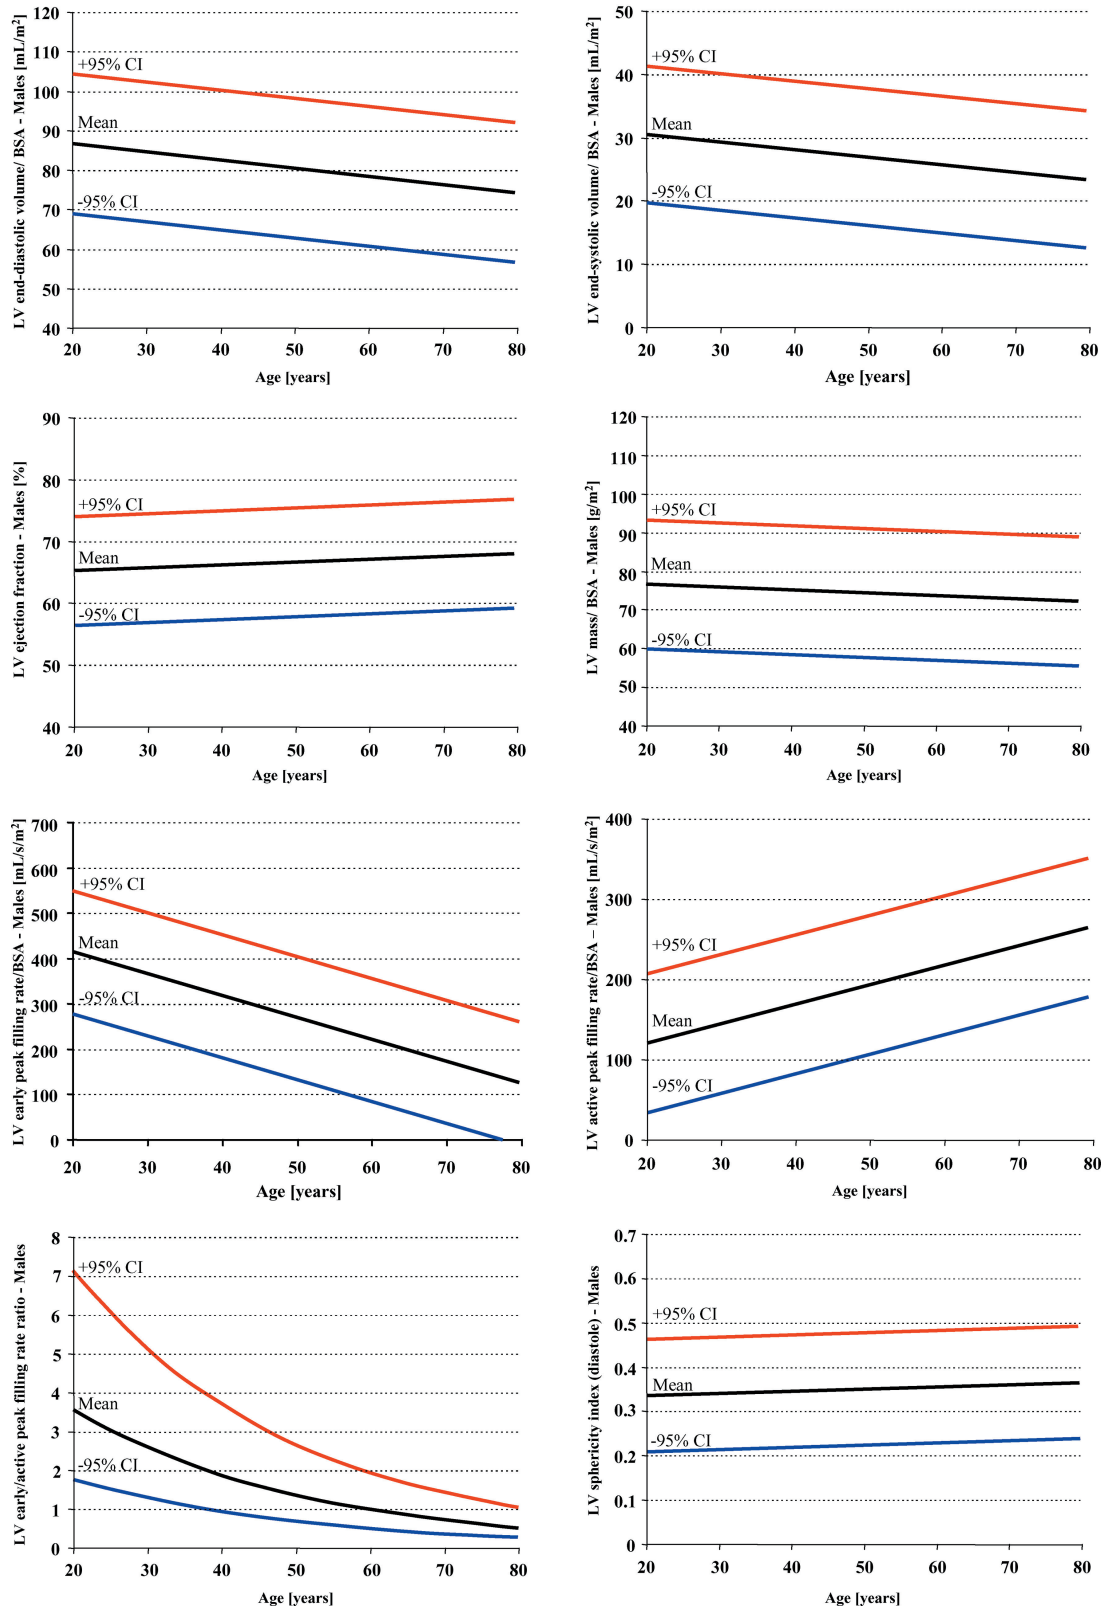 LV end-diastolic volume/ BSA - Males [mL/m²]
120
110
100
90
80
70
60
50
40
+95% CI
Mean
-95% CI
20 30 40 50 60 70 80
Age [years]
LV end-systolic volume/ BSA - Males [mL/m²]
50
40
30
20
10
0
+95% CI
Mean
-95% CI
20 30 40 50 60 70 80
Age [years]
LV ejection fraction - Males [%]
90
80
70
60
50
40
+95% CI
Mean
-95% CI
20 30 40 50 60 70 80
Age [years]
LV mass/ BSA - Males [g/m²]
120
110
100
90
80
70
60
50
40
+95% CI
Mean
-95% CI
20 30 40 50 60 70 80
Age [years]
LV early peak filling rate/BSA - Males [mL/s/m²]
700
600
500
400
300
200
100
0
+95% CI
Mean
-95% CI
20 30 40 50 60 70 80
Age [years]
LV active peak filling rate/BSA – Males [mL/s/m²]
400
300
200
100
0
+95% CI
Mean
-95% CI
20 30 40 50 60 70 80
Age [years]
LV early/active peak filling rate ratio - Males
8
7
6
5
4
3
2
1
0
+95% CI
Mean
-95% CI
20 30 40 50 60 70 80
Age [years]
LV sphericity index (diastole) - Males
0.7
0.6
0.5
0.4
0.3
0.2
0.1
0
+95% CI
Mean
-95% CI
20 30 40 50 60 70 80
Age [years]